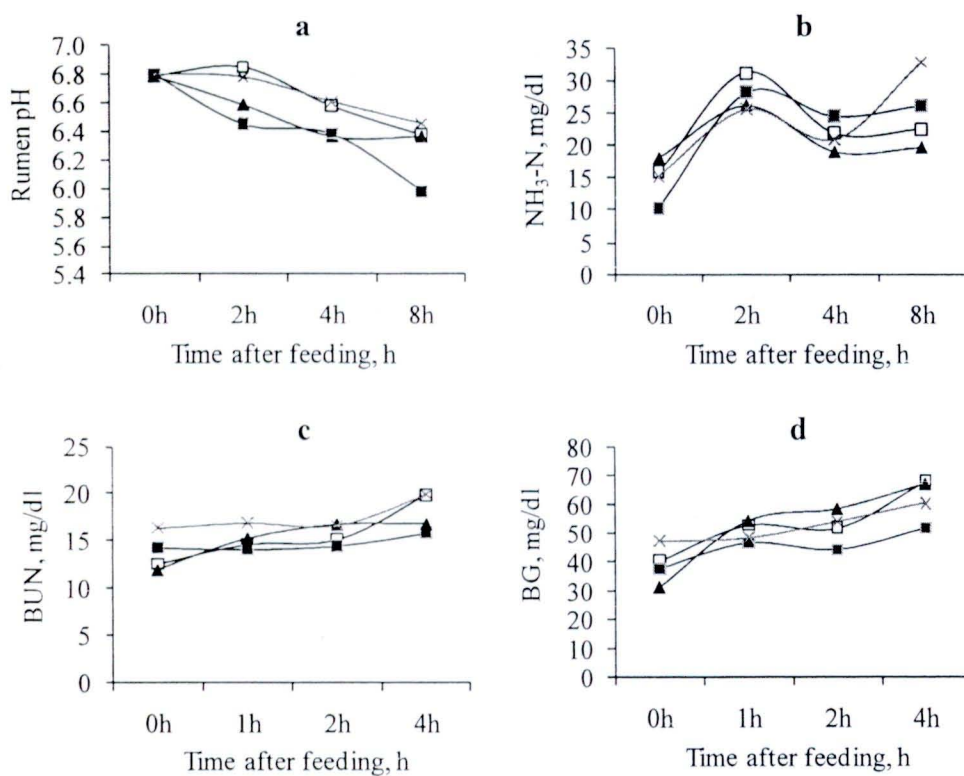 a
Rumen pH
7.0
6.8
6.6
6.4
6.2
6.0
5.8
5.6
5.4
0h 2h 4h 8h
Time after feeding, h
b
NH₃-N, mg/dl
35
30
25
20
15
10
5
0
0h 2h 4h 8h
Time after feeding, h
c
BUN, mg/dl
25
20
15
10
5
0
0h 1h 2h 4h
Time after feeding, h
d
BG, mg/dl
80
70
60
50
40
30
20
10
0
0h 1h 2h 4h
Time after feeding, h